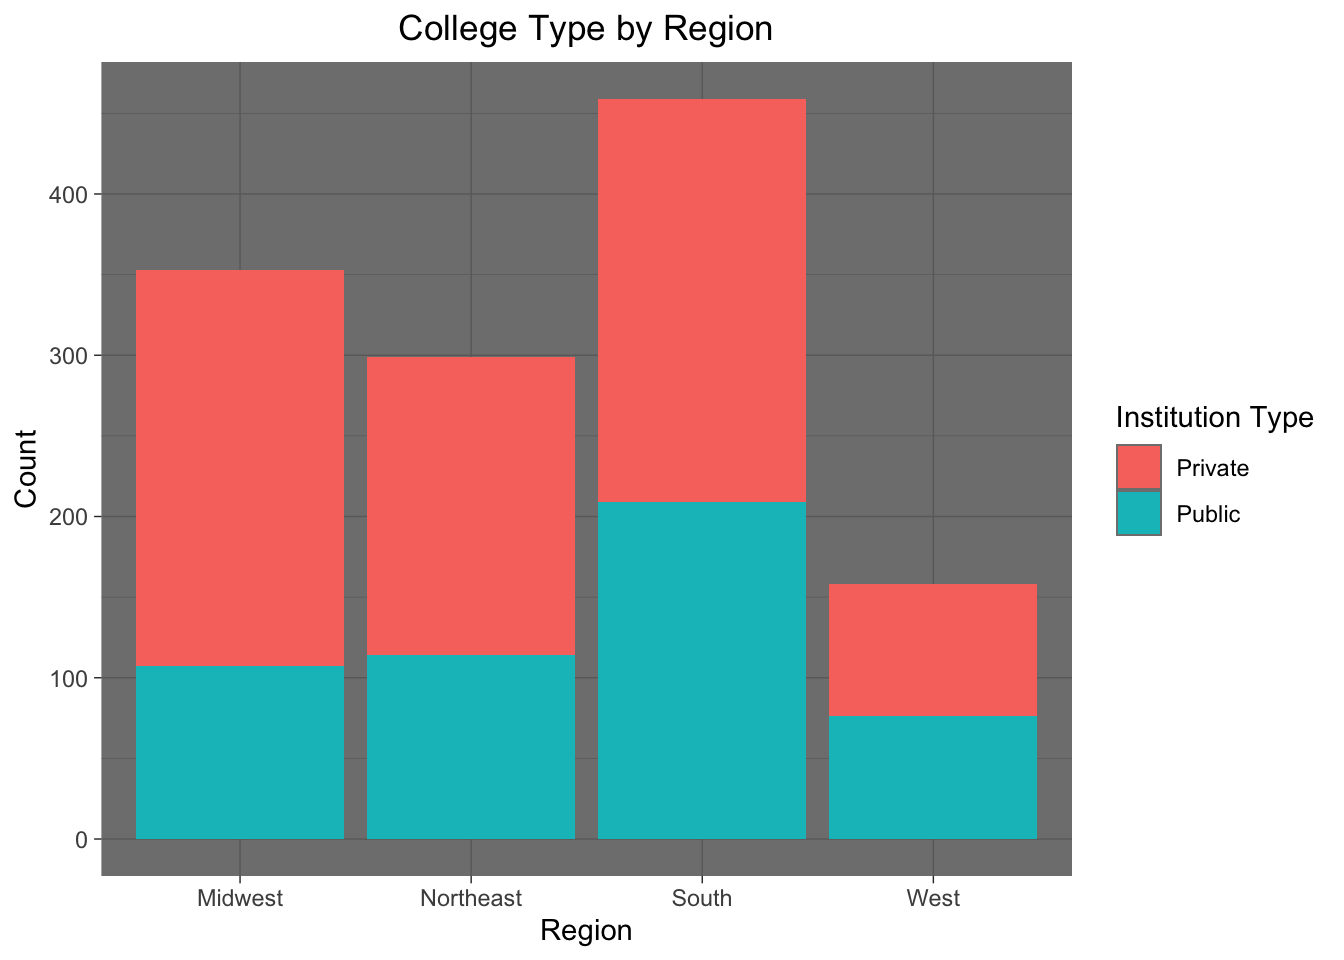 College Type by Region
Count
400
300
200
100
0
Midwest
Northeast
South
West
Region
Institution Type
Private
Public